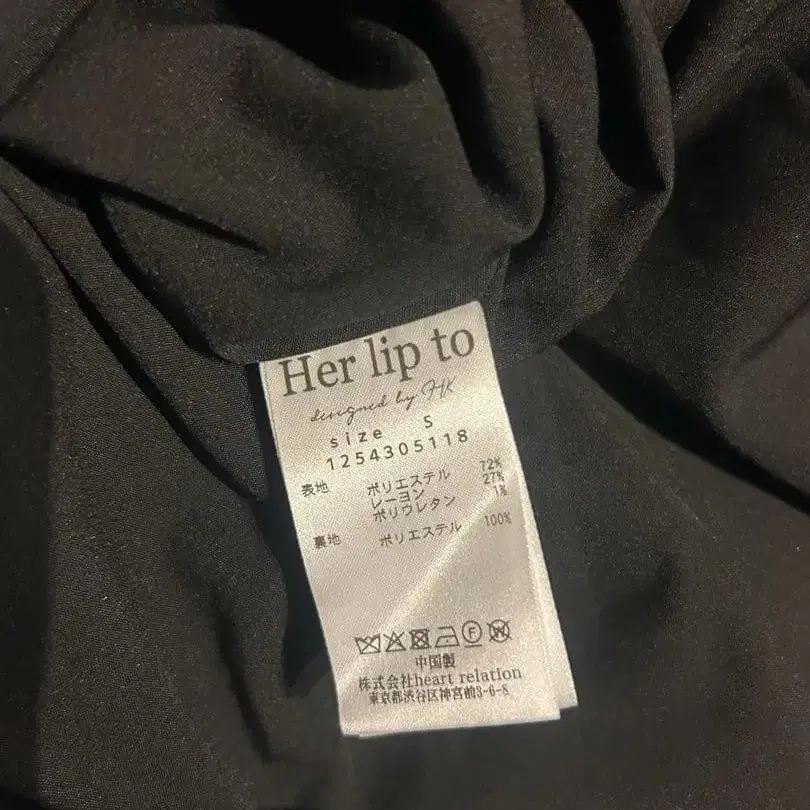 Her lip to
designed by HK
size S
1254305118
表地 ポリエステル 72%
レーヨン 27%
ポリウレタン 1%
裏地 ポリエステル 100%
F W
中国製
株式会社heart relation
東京都渋谷区神宮前3-6-8